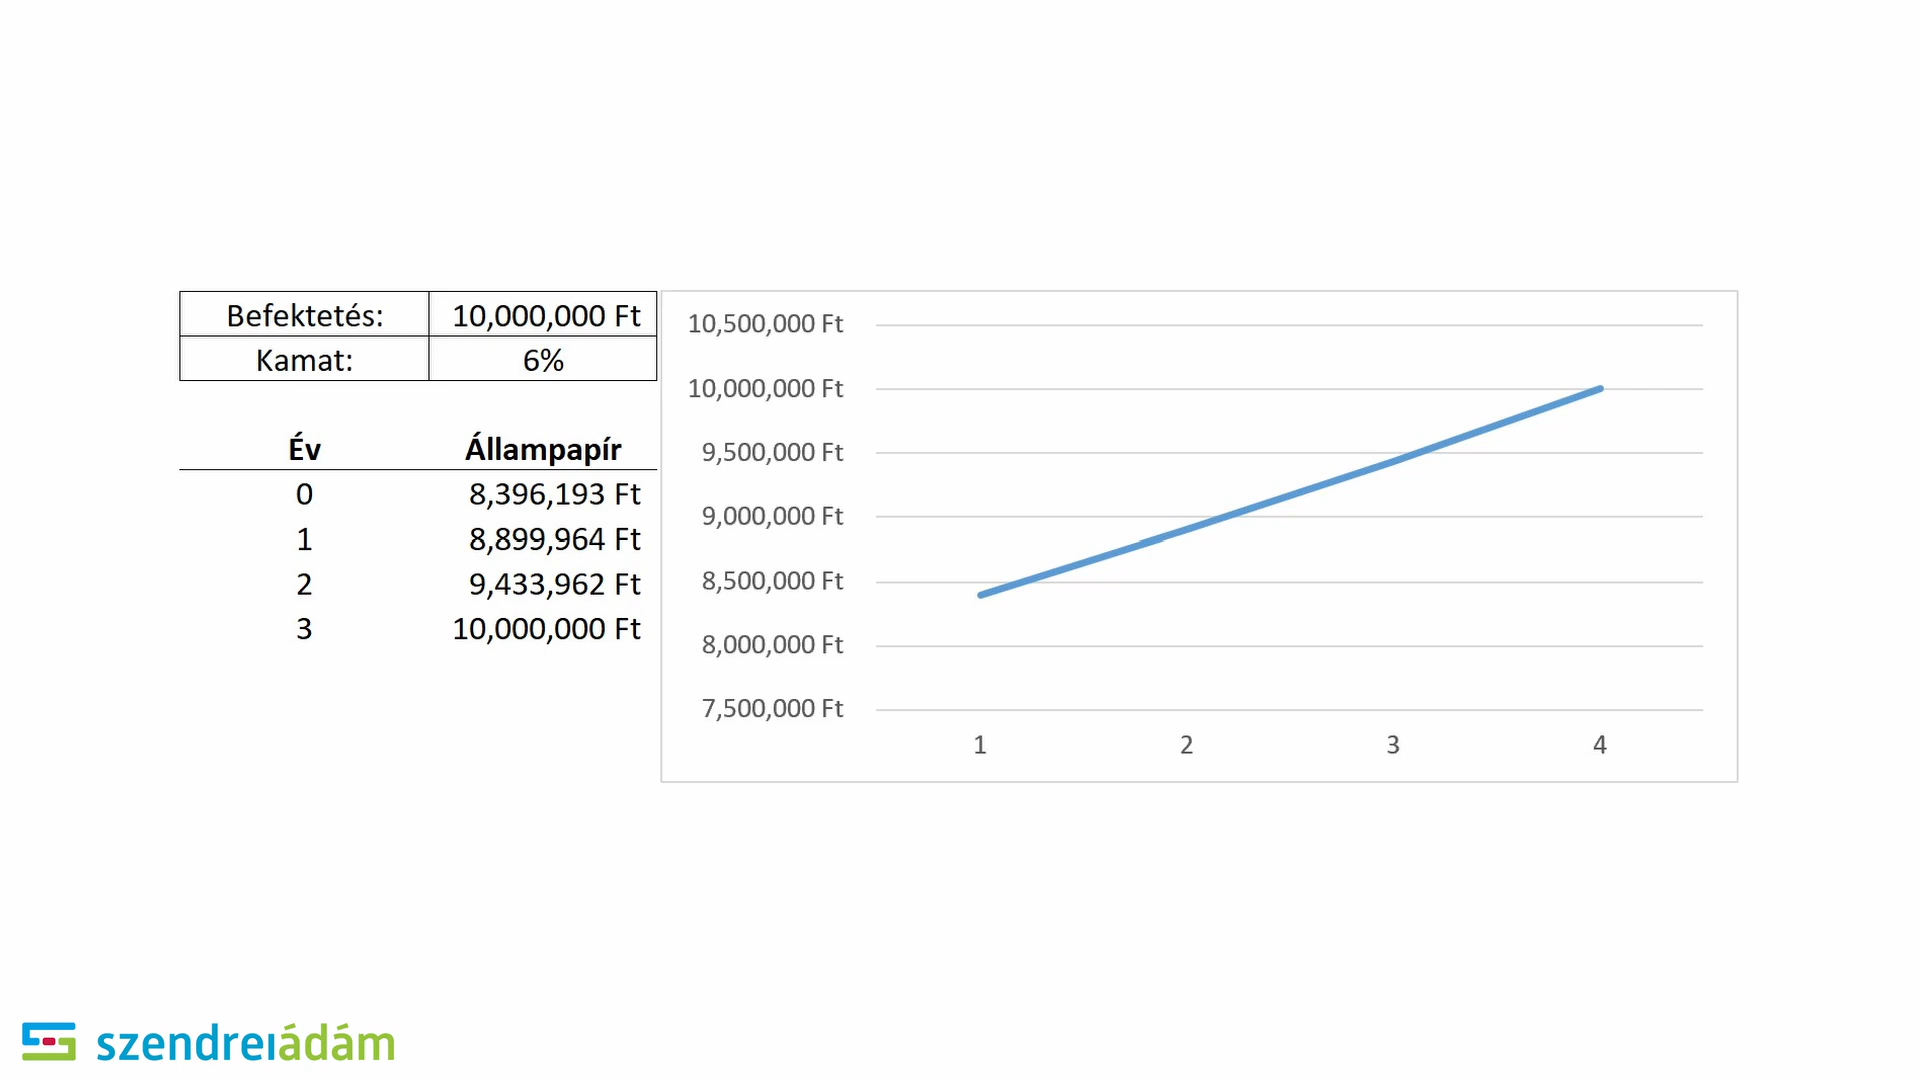 Befektetés: 10,000,000 Ft
Kamat: 6%
Év Állampapír
0 8,396,193 Ft
1 8,899,964 Ft
2 9,433,962 Ft
3 10,000,000 Ft
10,500,000 Ft
10,000,000 Ft
9,500,000 Ft
9,000,000 Ft
8,500,000 Ft
8,000,000 Ft
7,500,000 Ft
1 2 3 4
szendreiádám